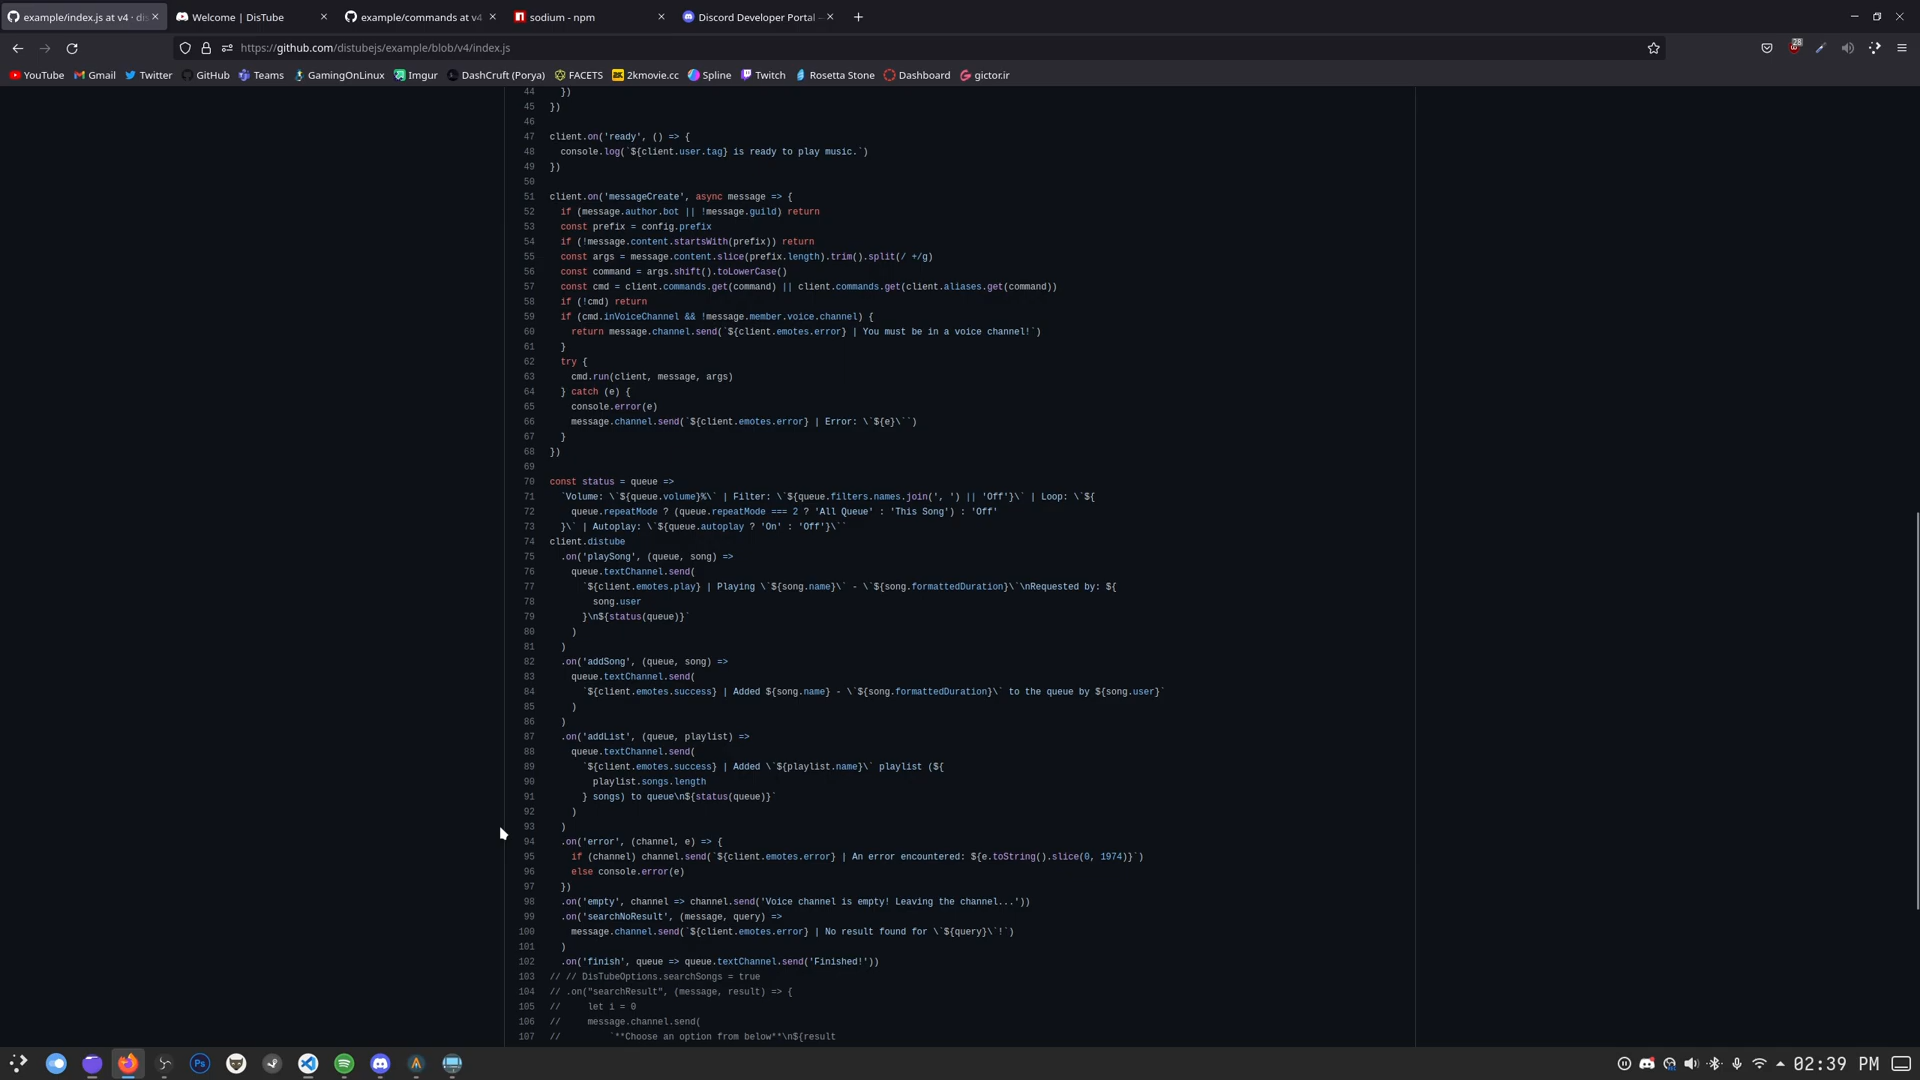 example/index.js at v4 · dis
Welcome | DisTube
example/commands at v4 ·
sodium - npm
Discord Developer Portal —
https://github.com/distubejs/example/blob/v4/index.js
28
YouTube
Gmail
Twitter
GitHub
Teams
GamingOnLinux
Imgur
DashCruft (Porya)
FACETS
2K
2kmovie.cc
Spline
Twitch
Rosetta Stone
Dashboard
gictor.ir
44 })
45 })
46
47 client.on('ready', () => {
48 console.log(`${client.user.tag} is ready to play music.`)
49 })
50
51 client.on('messageCreate', async message => {
52 if (message.author.bot || !message.guild) return
53 const prefix = config.prefix
54 if (!message.content.startsWith(prefix)) return
55 const args = message.content.slice(prefix.length).trim().split(/ +/g)
56 const command = args.shift().toLowerCase()
57 const cmd = client.commands.get(command) || client.commands.get(client.aliases.get(command))
58 if (!cmd) return
59 if (cmd.inVoiceChannel && !message.member.voice.channel) {
60 return message.channel.send(`${client.emotes.error} | You must be in a voice channel!`)
61 }
62 try {
63 cmd.run(client, message, args)
64 } catch (e) {
65 console.error(e)
66 message.channel.send(`${client.emotes.error} | Error: \`${e}\``)
67 }
68 })
69
70 const status = queue =>
71 `Volume: \`${queue.volume}%\` | Filter: \`${queue.filters.names.join(', ') || 'Off'}\` | Loop: \`${
72 queue.repeatMode ? (queue.repeatMode === 2 ? 'All Queue' : 'This Song') : 'Off'
73 }\` | Autoplay: \`${queue.autoplay ? 'On' : 'Off'}\``
74 client.distube
75 .on('playSong', (queue, song) =>
76 queue.textChannel.send(
77 `${client.emotes.play} | Playing \`${song.name}\` - \`${song.formattedDuration}\`\nRequested by: ${
78 song.user
79 }\n${status(queue)}`
80 )
81 )
82 .on('addSong', (queue, song) =>
83 queue.textChannel.send(
84 `${client.emotes.success} | Added ${song.name} - \`${song.formattedDuration}\` to the queue by ${song.user}`
85 )
86 )
87 .on('addList', (queue, playlist) =>
88 queue.textChannel.send(
89 `${client.emotes.success} | Added \`${playlist.name}\` playlist (${
90 playlist.songs.length
91 } songs) to queue\n${status(queue)}`
92 )
93 )
94 .on('error', (channel, e) => {
95 if (channel) channel.send(`${client.emotes.error} | An error encountered: ${e.toString().slice(0, 1974)}`)
96 else console.error(e)
97 })
98 .on('empty', channel => channel.send('Voice channel is empty! Leaving the channel...'))
99 .on('searchNoResult', (message, query) =>
100 message.channel.send(`${client.emotes.error} | No result found for \`${query}\`!`)
101 )
102 .on('finish', queue => queue.textChannel.send('Finished!'))
103 // // DisTubeOptions.searchSongs = true
104 // .on("searchResult", (message, result) => {
105 // let i = 0
106 // message.channel.send(
107 // `**Choose an option from below**\n${result
Ps
02:39 PM